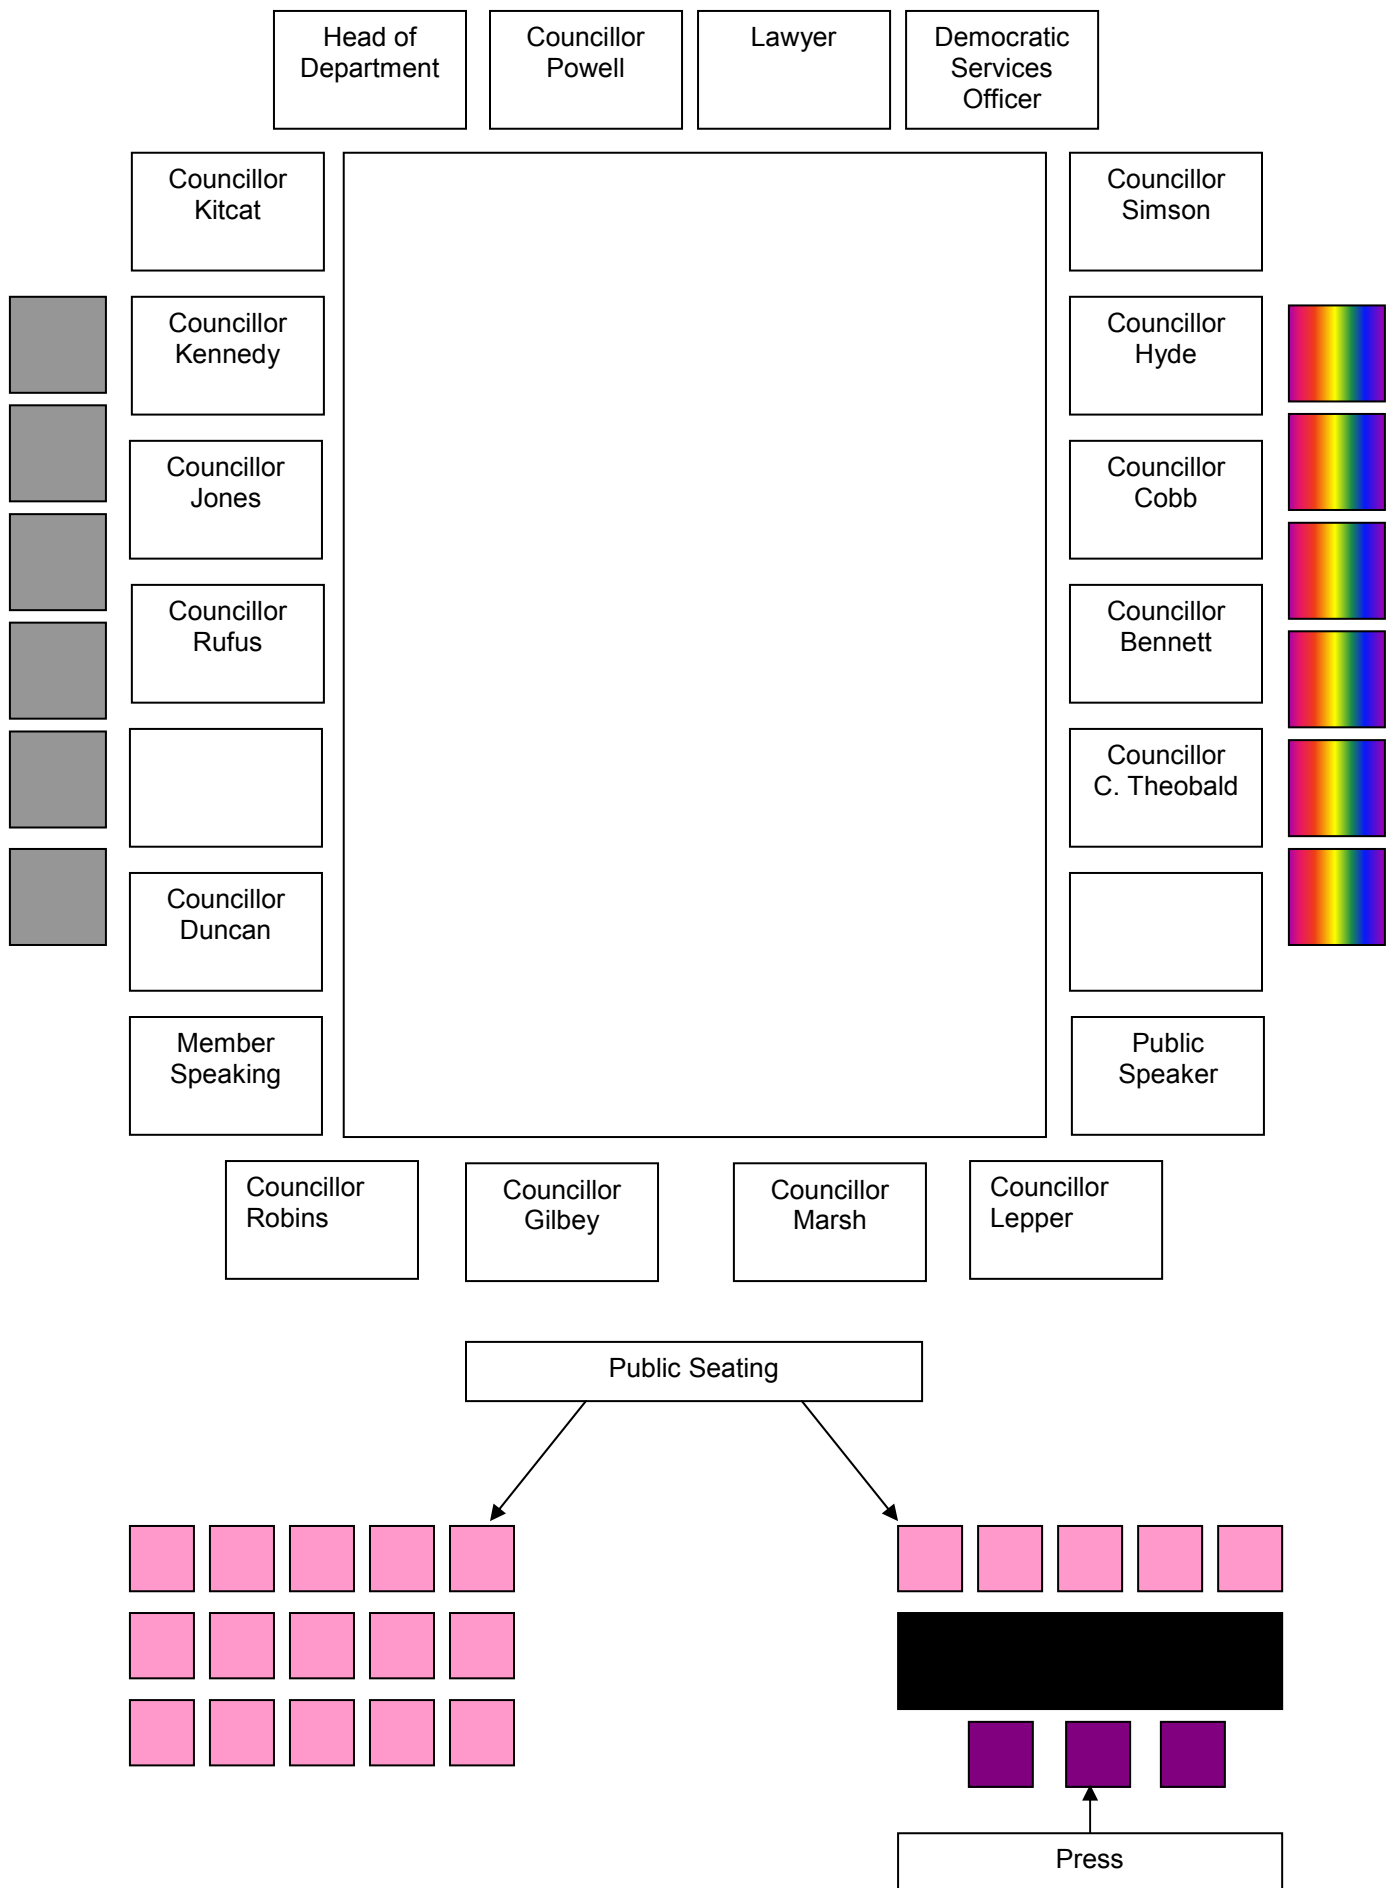 Head of
Department
Councillor
Powell
Lawyer
Democratic
Services
Officer
Councillor
Kitcat
Councillor
Simson
Councillor
Kennedy
Councillor
Hyde
Councillor
Jones
Councillor
Cobb
Councillor
Rufus
Councillor
Bennett
Councillor
C. Theobald
Councillor
Duncan
Member
Speaking
Public
Speaker
Councillor
Robins
Councillor
Gilbey
Councillor
Marsh
Councillor
Lepper
Public Seating
Press